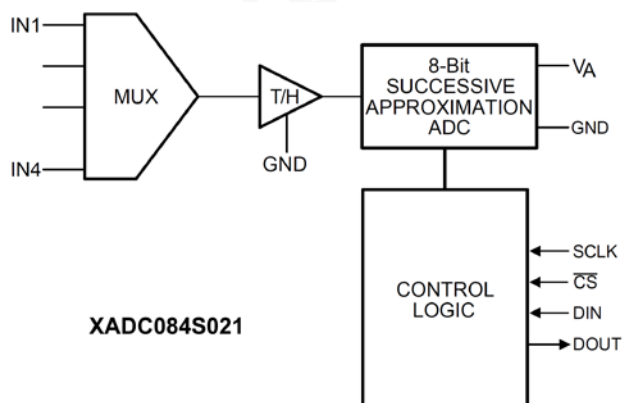 IN1
MUX
IN4
T/H
GND
8-Bit
SUCCESSIVE
APPROXIMATION
ADC
VA
GND
CONTROL
LOGIC
SCLK
CS
DIN
DOUT
XADC084S021